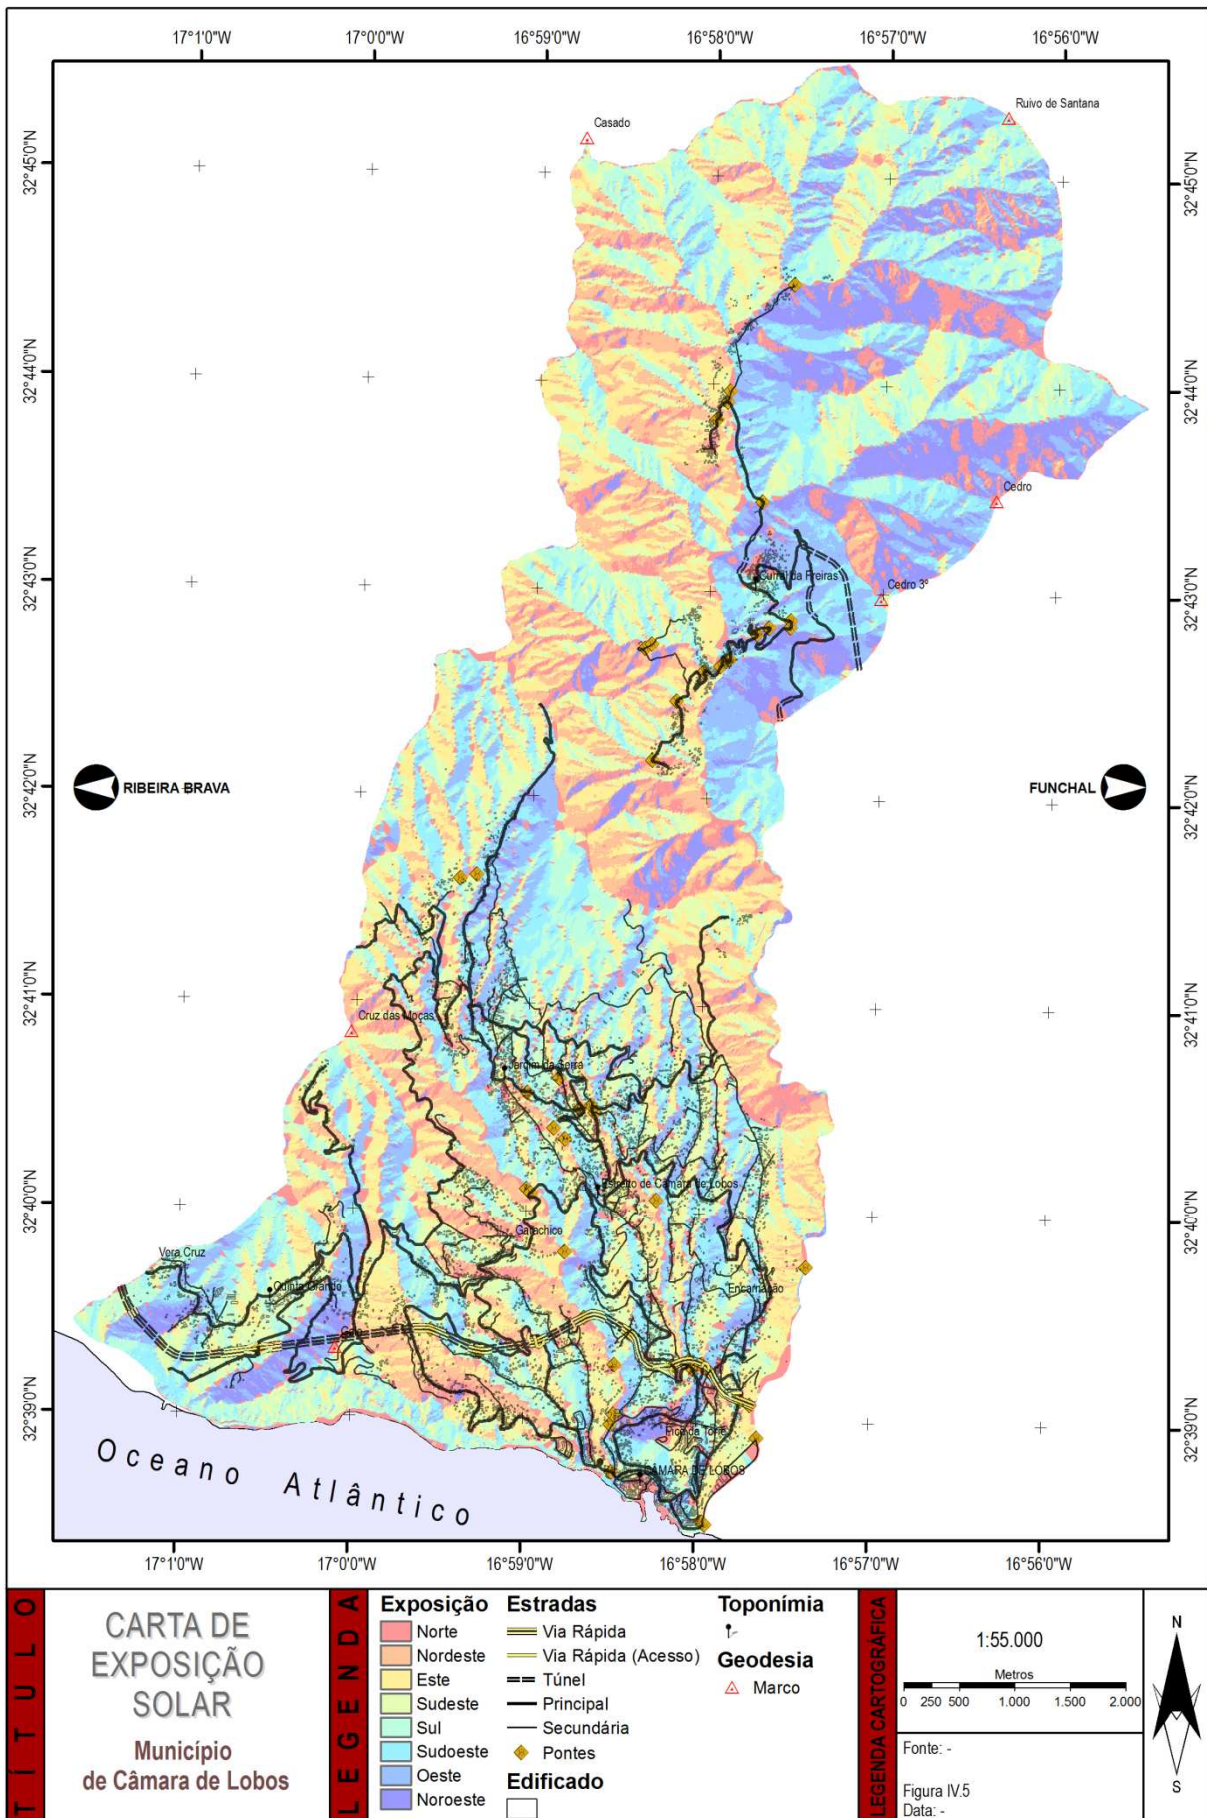 17°1'0"W 17°0'0"W 16°59'0"W 16°58'0"W 16°57'0"W 16°56'0"W
Ruivo de Santana
Casado
32°45'0"N
32°45'0"N
32°44'0"N
32°44'0"N
Cedro
32°43'0"N
Curral da Freiras
Cedro 3º
32°43'0"N
32°42'0"N
RIBEIRA BRAVA
FUNCHAL
32°42'0"N
32°41'0"N
Cruz das Moças
32°41'0"N
Jardim da Serra
32°40'0"N
Estreito de Câmara de Lobos
Garachico
32°40'0"N
Vera Cruz
Quinta Grande
Encarnação
32°39'0"N
Pico da Torre
32°39'0"N
CÂMARA DE LOBOS
Oceano Atlântico
17°1'0"W 17°0'0"W 16°59'0"W 16°58'0"W 16°57'0"W 16°56'0"W
TÍTULO
CARTA DE
EXPOSIÇÃO
SOLAR
Município
de Câmara de Lobos
LEGENDA
Exposição
Norte
Nordeste
Este
Sudeste
Sul
Sudoeste
Oeste
Noroeste
Estradas
Via Rápida
Via Rápida (Acesso)
Túnel
Principal
Secundária
Pontes
Edificado
Toponímia
Geodesia
Marco
LEGENDA CARTOGRÁFICA
1:55.000
Metros
0 250 500 1.000 1.500 2.000
Fonte: -
Figura IV.5
Data: -
N
S